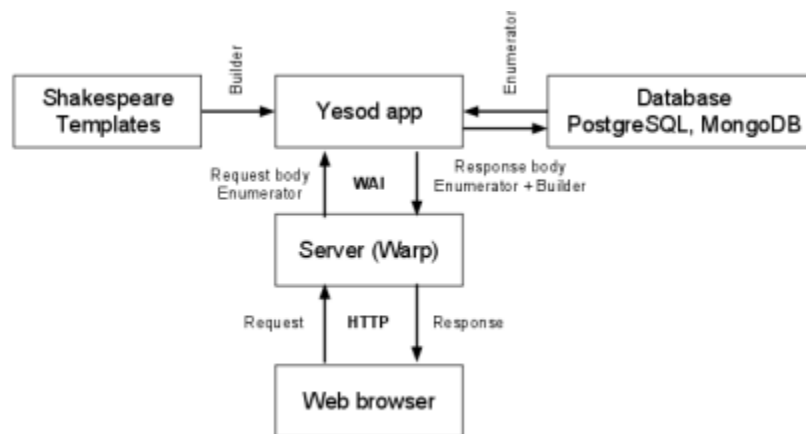 Builder
Enumerator
Shakespeare
Templates
Yesod app
Database
PostgreSQL, MongoDB
Request body
Enumerator
WAI
Response body
Enumerator + Builder
Server (Warp)
Request
HTTP
Response
Web browser